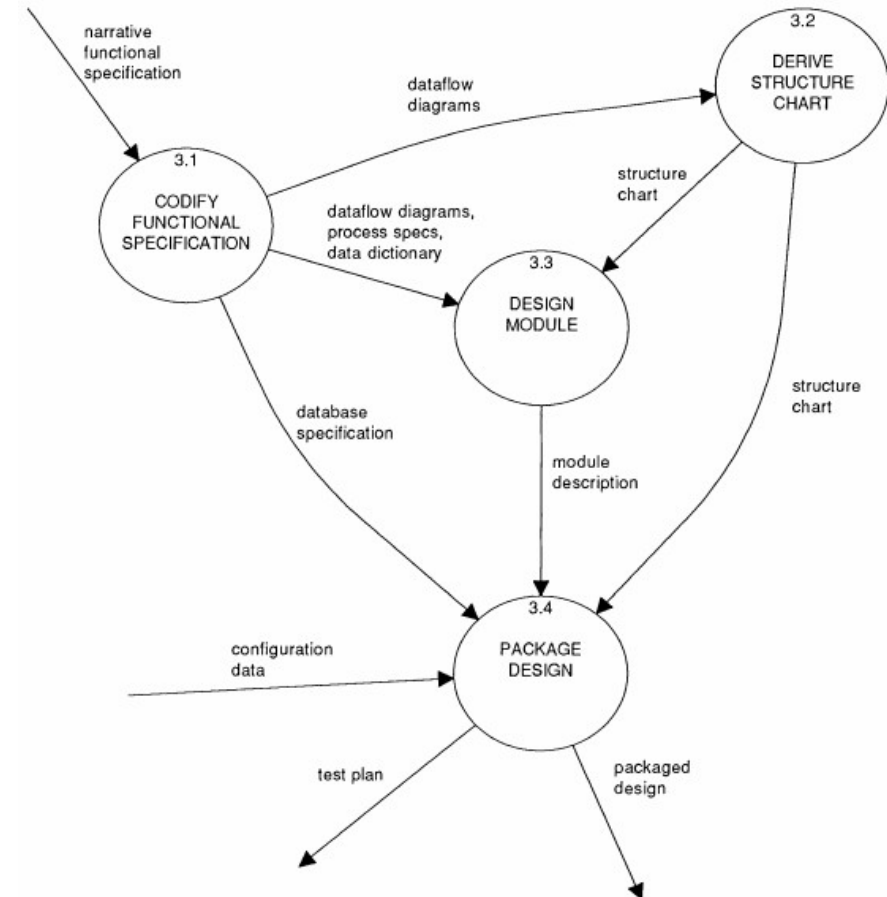 narrative
functional
specification
3.2
DERIVE
STRUCTURE
CHART
dataflow
diagrams
3.1
CODIFY
FUNCTIONAL
SPECIFICATION
structure
chart
dataflow diagrams,
process specs,
data dictionary
3.3
DESIGN
MODULE
database
specification
structure
chart
module
description
3.4
PACKAGE
DESIGN
configuration
data
test plan
packaged
design